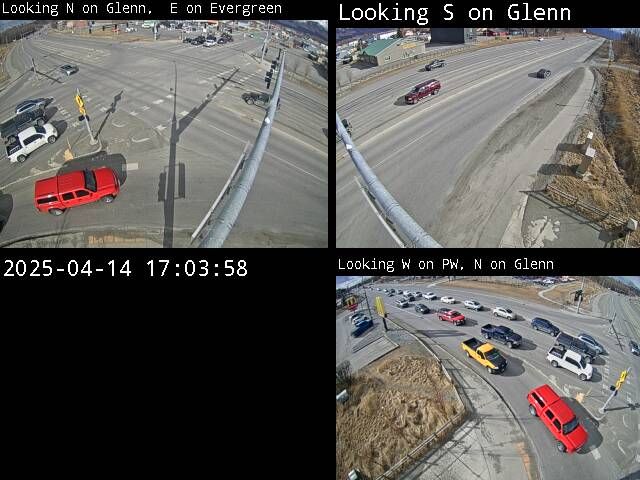 Looking N on Glenn,  E on Evergreen
Looking S on Glenn
2025-04-14 17:03:58
Looking W on PW, N on Glenn